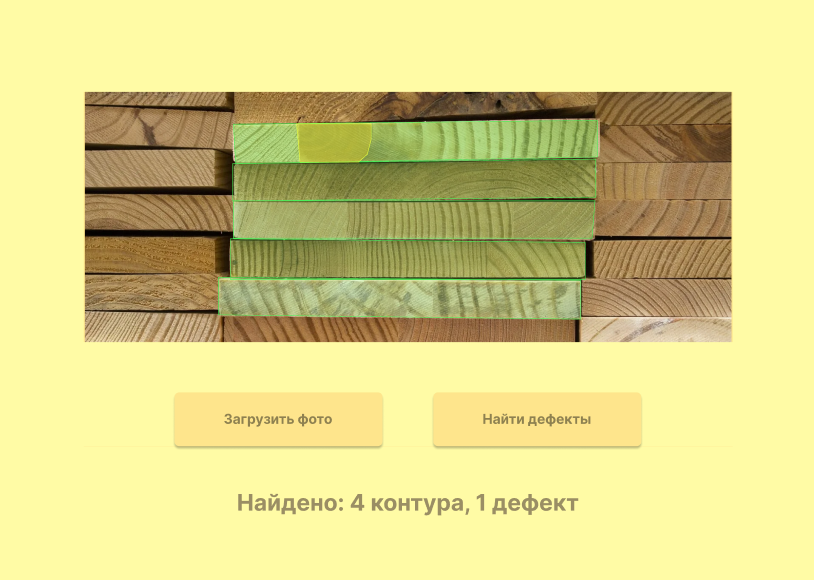 Загрузить фото
Найти дефекты
Найдено: 4 контура, 1 дефект